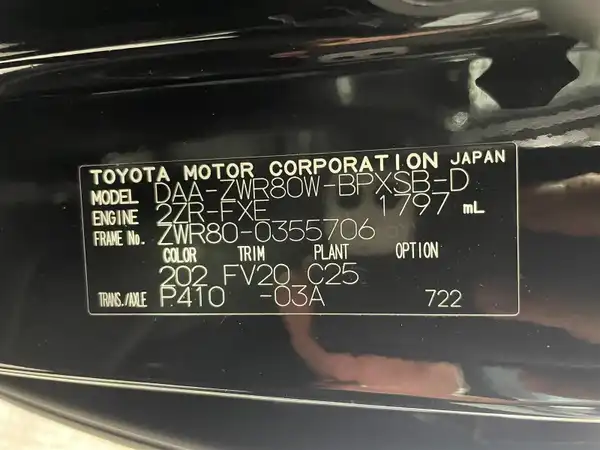 TOYOTA MOTOR CORPORATION JAPAN
MODEL DAA-ZWR80W-BPXSB-D
ENGINE 2ZR-FXE 1797 mL
FRAME No. ZWR80-0355706
COLOR TRIM PLANT OPTION
202 FV20 C25
TRANS./AXLE P410 -03A 722